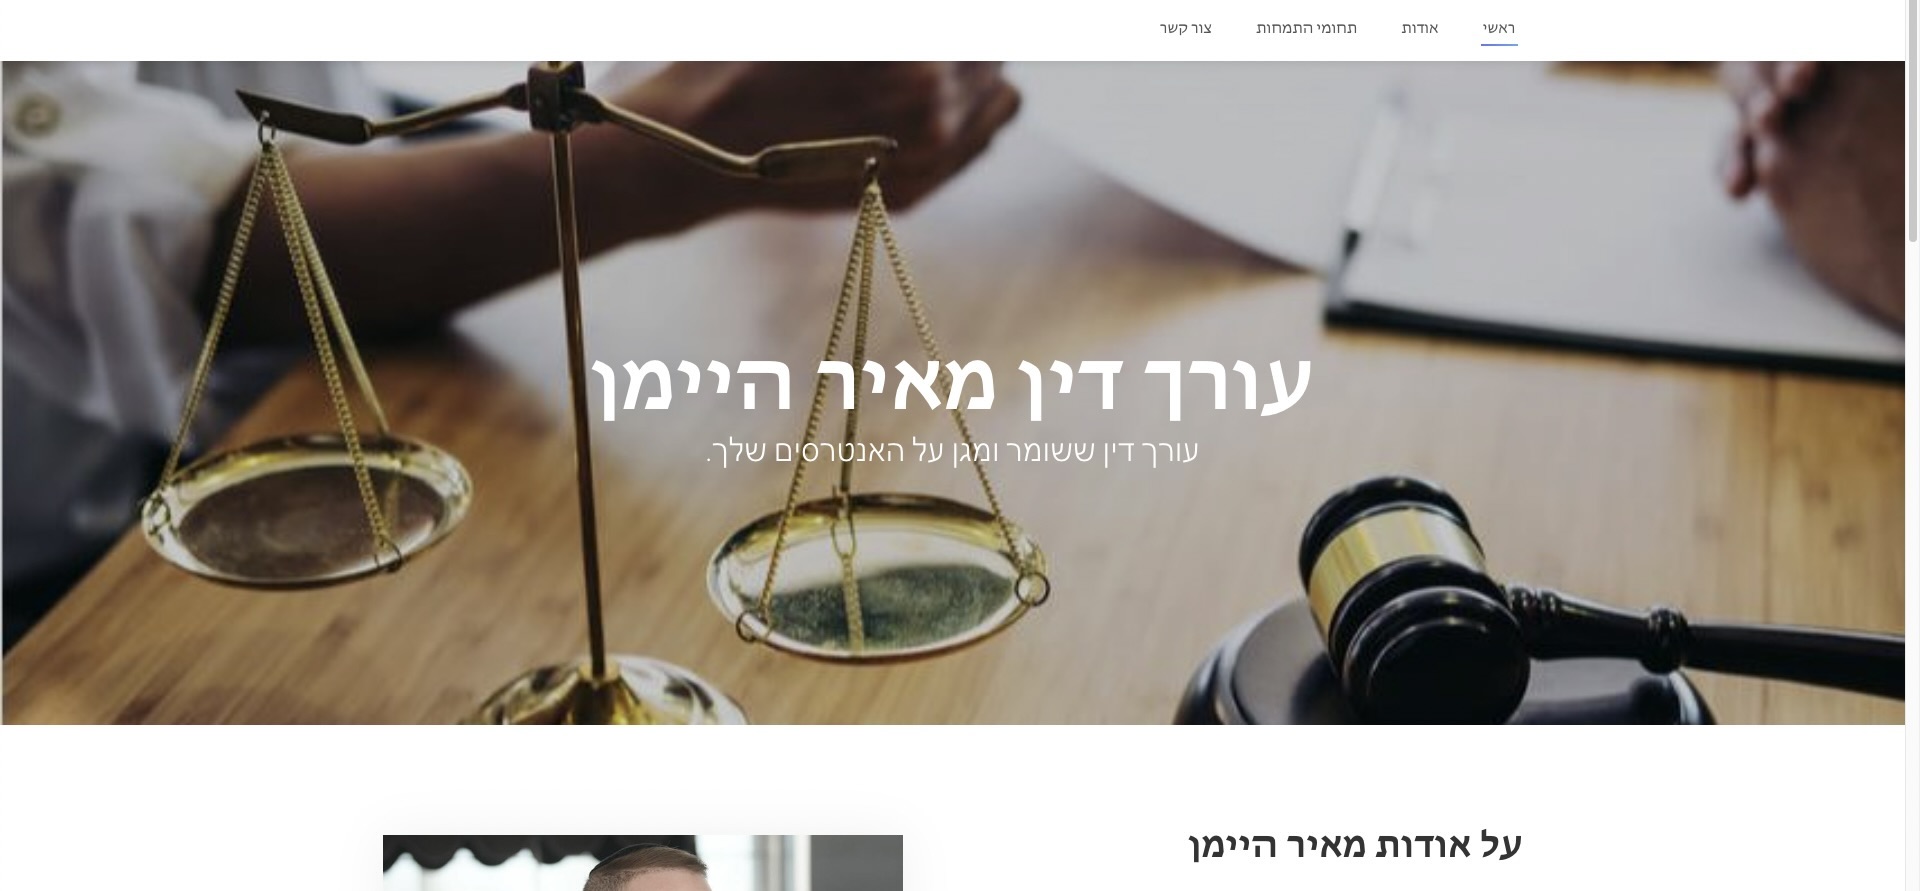 ראשי אודות תחומי התמחות צור קשר
עורך דין מאיר היימן
עורך דין ששומר ומגן על האנטרסים שלך.
על אודות מאיר היימן